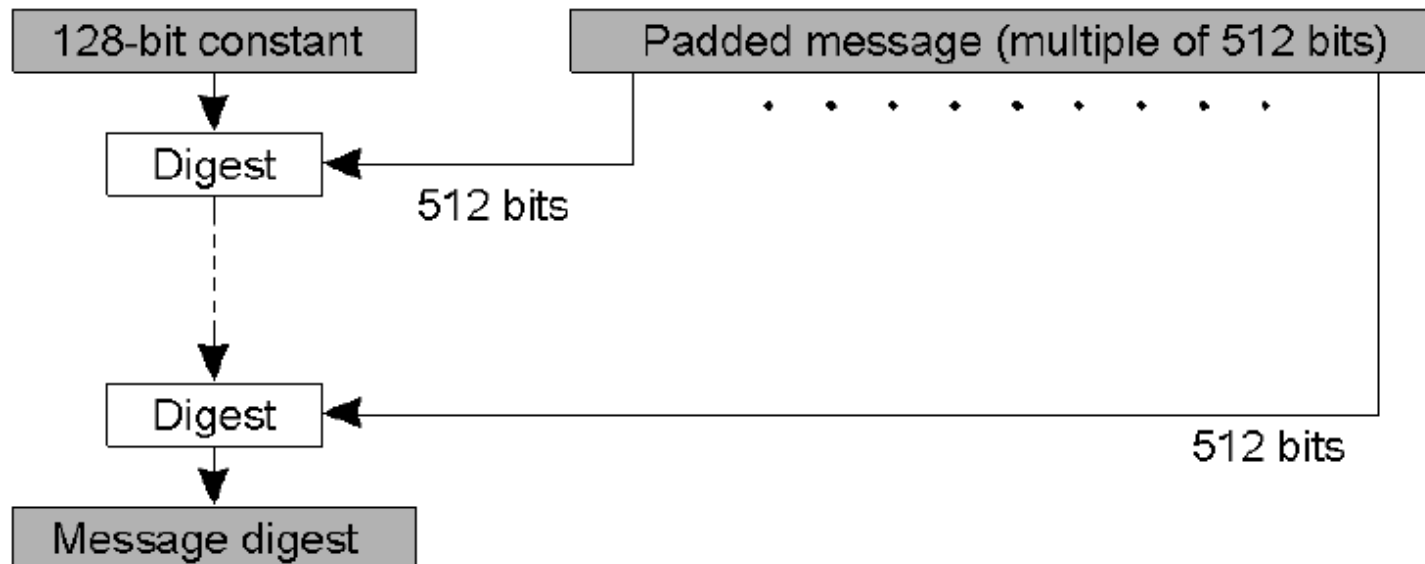 128-bit constant
Padded message (multiple of 512 bits)
Digest
512 bits
Digest
512 bits
Message digest